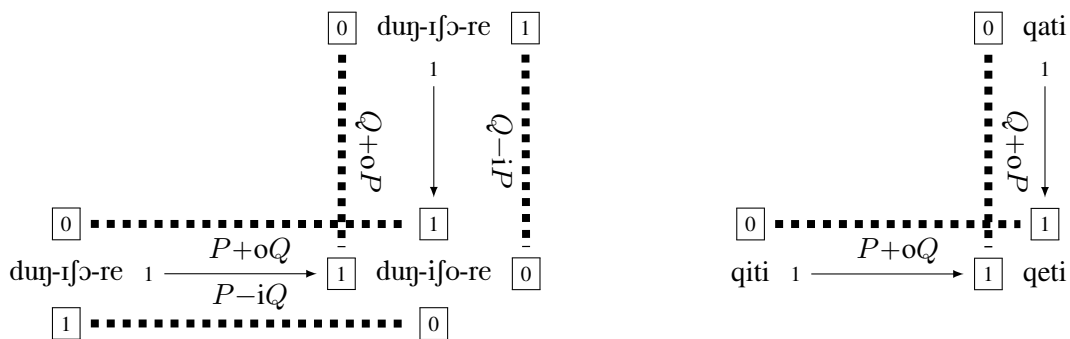 0 duŋ-ɪʃɔ-re 1 0 qati
1 1
Q+oP Q−iP Q+oP
0 1 0 1
P+oQ P+oQ
duŋ-ɪʃɔ-re 1 1 duŋ-iʃo-re 0 qiti 1 1 qeti
P−iQ
1 0